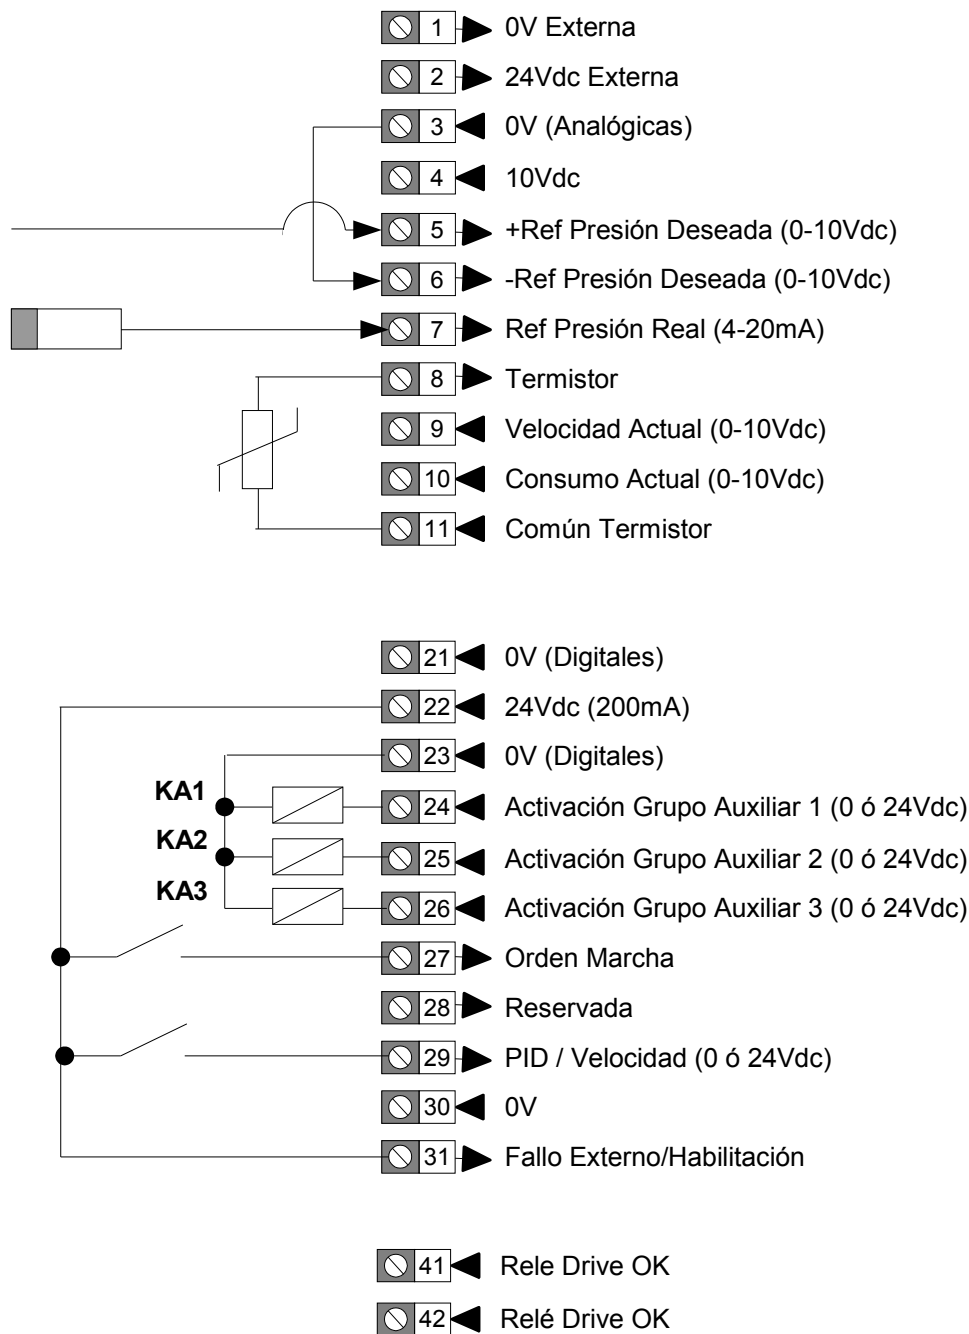 1 0V Externa
2 24Vdc Externa
3 0V (Analógicas)
4 10Vdc
5 +Ref Presión Deseada (0-10Vdc)
6 -Ref Presión Deseada (0-10Vdc)
7 Ref Presión Real (4-20mA)
8 Termistor
9 Velocidad Actual (0-10Vdc)
10 Consumo Actual (0-10Vdc)
11 Común Termistor
21 0V (Digitales)
22 24Vdc (200mA)
23 0V (Digitales)
KA1 24 Activación Grupo Auxiliar 1 (0 ó 24Vdc)
KA2 25 Activación Grupo Auxiliar 2 (0 ó 24Vdc)
KA3 26 Activación Grupo Auxiliar 3 (0 ó 24Vdc)
27 Orden Marcha
28 Reservada
29 PID / Velocidad (0 ó 24Vdc)
30 0V
31 Fallo Externo/Habilitación
41 Rele Drive OK
42 Relé Drive OK